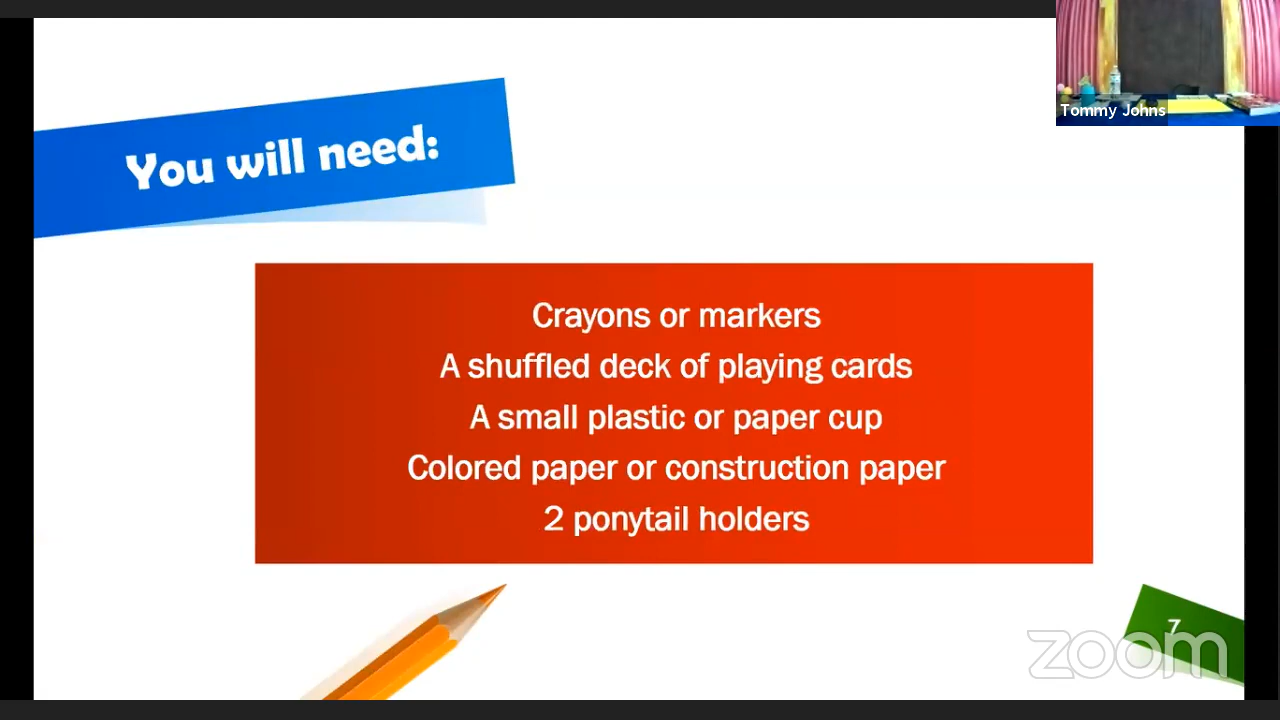 Tommy Johns
You will need:
Crayons or markers
A shuffled deck of playing cards
A small plastic or paper cup
Colored paper or construction paper
2 ponytail holders
7
zoom